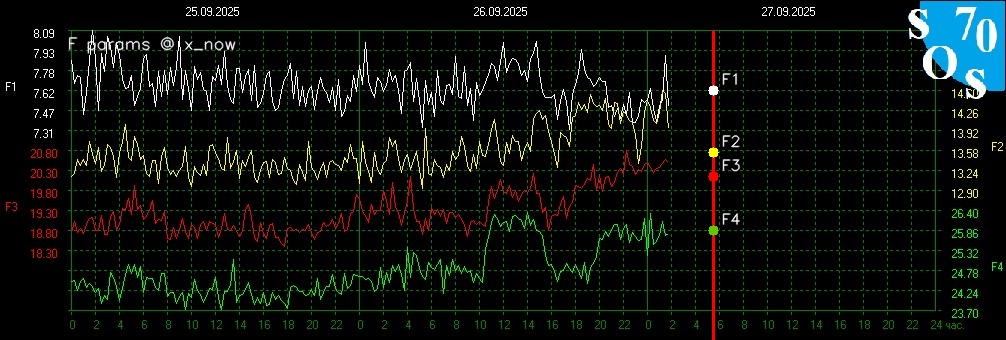 25.09.2025 26.09.2025 27.09.2025
F params @ x_now
SOS 70
F1
8.09
7.93
7.78
7.62
7.47
7.31
F3
20.80
20.30
19.80
19.30
18.80
18.30
F1
F2
F3
F4
14.60
14.26
13.92
13.58
13.24
12.90
F2
26.40
25.86
25.32
24.78
24.24
23.70
F4
0 2 4 6 8 10 12 14 16 18 20 22 0 2 4 6 8 10 12 14 16 18 20 22 0 2 4 6 8 10 12 14 16 18 20 22 24 час.